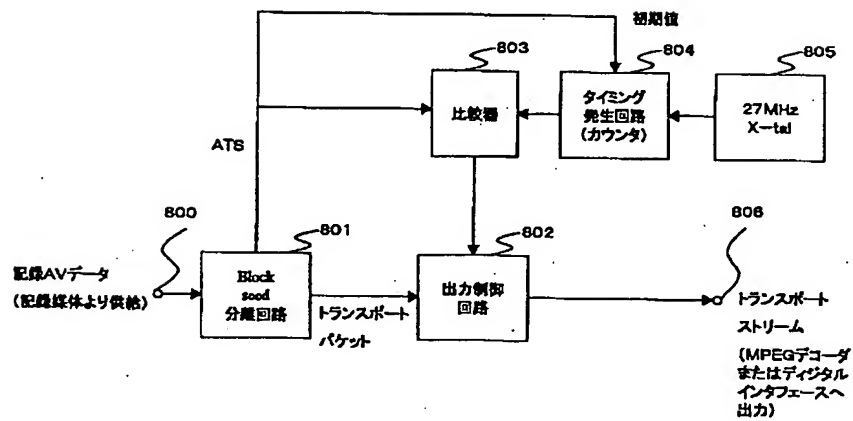 初期値
803
804
805
比較器
タイミング
発生回路
(カウンタ)
27MHz
X-tal
ATS
800
801
802
806
記録AVデータ
(記録媒体より供給)
Block
seed
分離回路
トランスポート
パケット
出力制御
回路
トランスポート
ストリーム
(MPEGデコーダ
またはディジタル
インタフェースへ
出力)